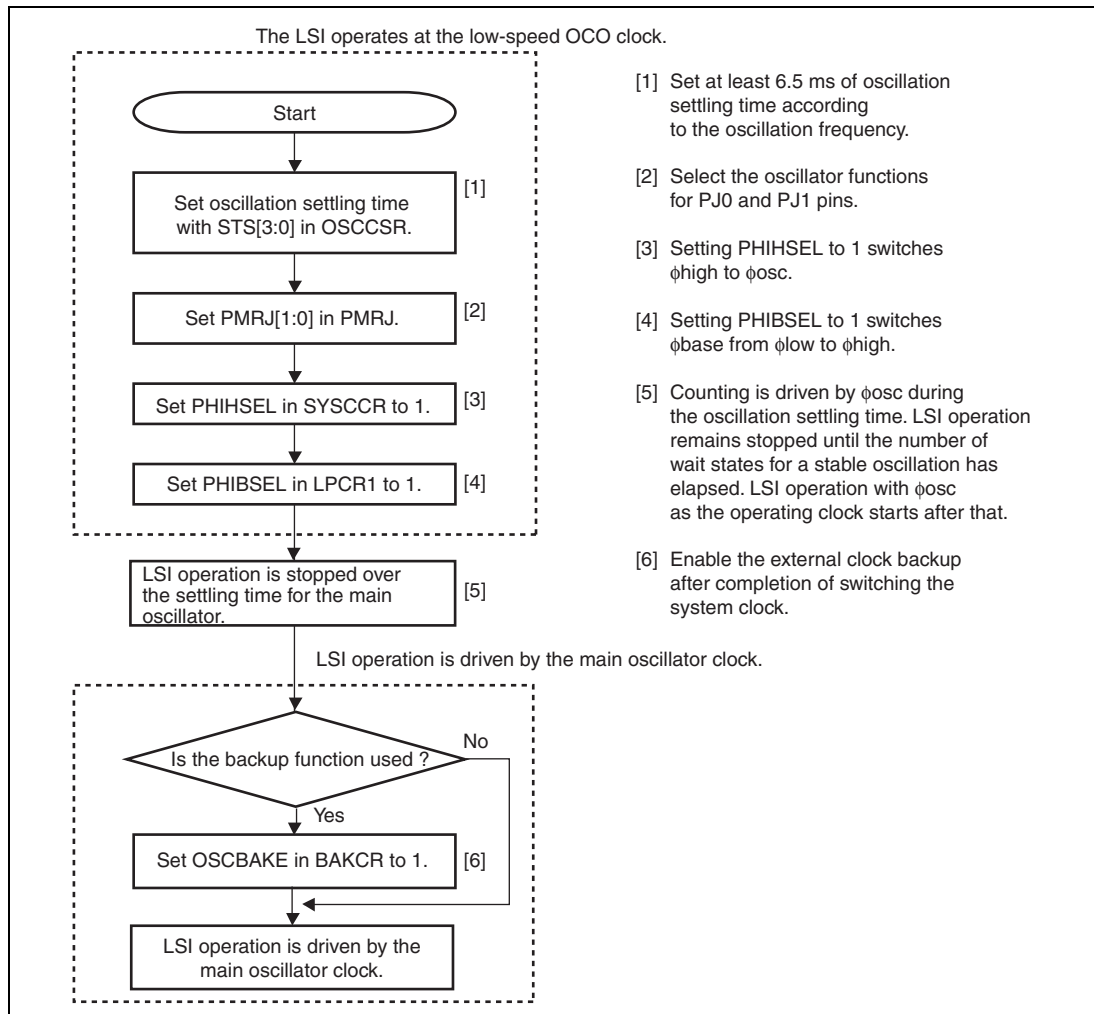 The LSI operates at the low-speed OCO clock.
Start
Set oscillation settling time
with STS[3:0] in OSCCSR.
[1]
Set PMRJ[1:0] in PMRJ.
[2]
Set PHIHSEL in SYSCCR to 1.
[3]
Set PHIBSEL in LPCR1 to 1.
[4]
LSI operation is stopped over
the settling time for the main
oscillator.
[5]
LSI operation is driven by the main oscillator clock.
Is the backup function used ?
No
Yes
Set OSCBAKE in BAKCR to 1.
[6]
LSI operation is driven by the
main oscillator clock.
[1] Set at least 6.5 ms of oscillation
settling time according
to the oscillation frequency.
[2] Select the oscillator functions
for PJ0 and PJ1 pins.
[3] Setting PHIHSEL to 1 switches
ϕhigh to ϕosc.
[4] Setting PHIBSEL to 1 switches
ϕbase from ϕlow to ϕhigh.
[5] Counting is driven by ϕosc during
the oscillation settling time. LSI operation
remains stopped until the number of
wait states for a stable oscillation has
elapsed. LSI operation with ϕosc
as the operating clock starts after that.
[6] Enable the external clock backup
after completion of switching the
system clock.